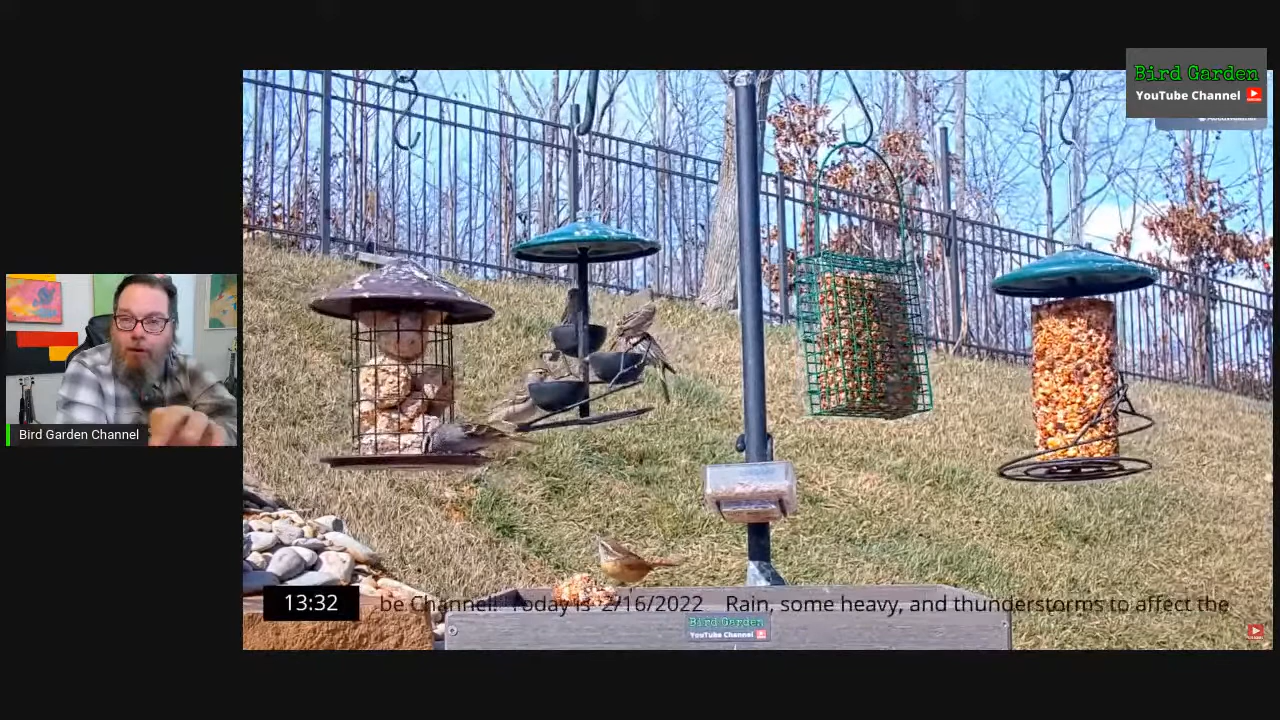 Bird Garden
YouTube Channel
Bird Garden Channel
13:32
be Channel! Today is 2/16/2022 Rain, some heavy, and thunderstorms to affect the
Bird Garden
YouTube Channel